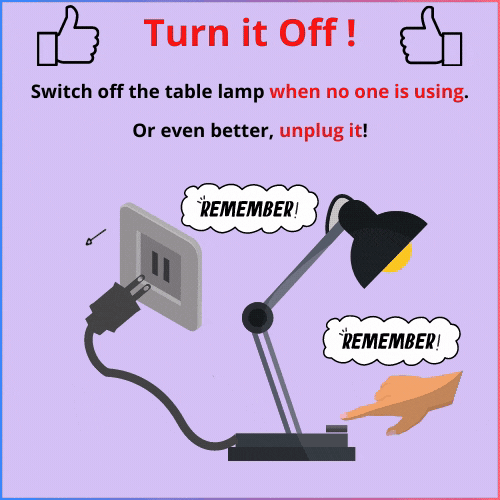 Turn it Off !
Switch off the table lamp when no one is using.
Or even better, unplug it!
REMEMBER!
REMEMBER!